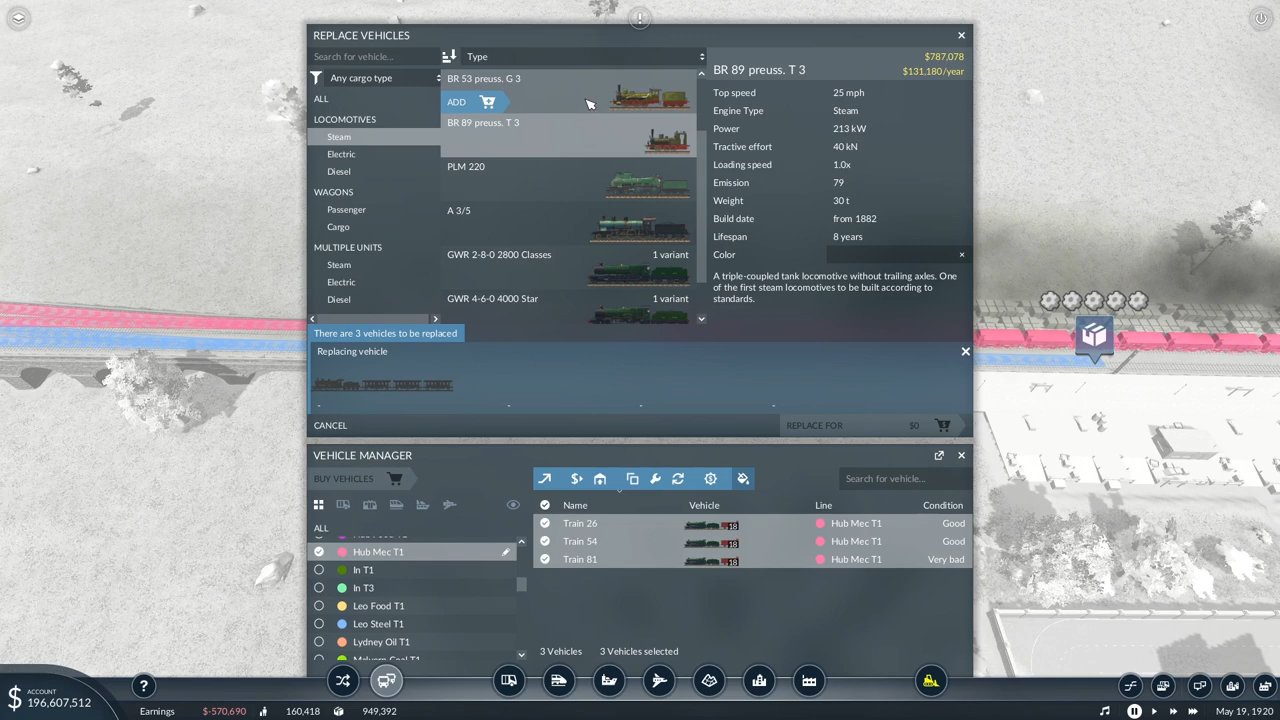 REPLACE VEHICLES
Search for vehicle...
Type
$787,078
$131,180/year
Any cargo type
ALL
LOCOMOTIVES
Steam
Electric
Diesel
WAGONS
Passenger
Cargo
MULTIPLE UNITS
Steam
Electric
Diesel
BR 53 preuss. G 3
ADD
BR 89 preuss. T 3
PLM 220
A 3/5
GWR 2-8-0 2800 Classes 1 variant
GWR 4-6-0 4000 Star 1 variant
BR 89 preuss. T 3
Top speed 25 mph
Engine Type Steam
Power 213 kW
Tractive effort 40 kN
Loading speed 1.0x
Emission 79
Weight 30 t
Build date from 1882
Lifespan 8 years
Color
A triple-coupled tank locomotive without trailing axles. One
of the first steam locomotives to be built according to
standards.
There are 3 vehicles to be replaced
Replacing vehicle
- - - -
CANCEL
REPLACE FOR $0
VEHICLE MANAGER
BUY VEHICLES
Search for vehicle...
ALL
Hub Mec T1
In T1
In T3
Leo Food T1
Leo Steel T1
Lydney Oil T1
Malvern Coal T1
Name Vehicle Line Condition
Train 26 18 Hub Mec T1 Good
Train 54 18 Hub Mec T1 Good
Train 81 18 Hub Mec T1 Very bad
3 Vehicles 3 Vehicles selected
$ ACCOUNT
196,607,512
?
Earnings $-570,690 160,418 949,392
May 19, 1920